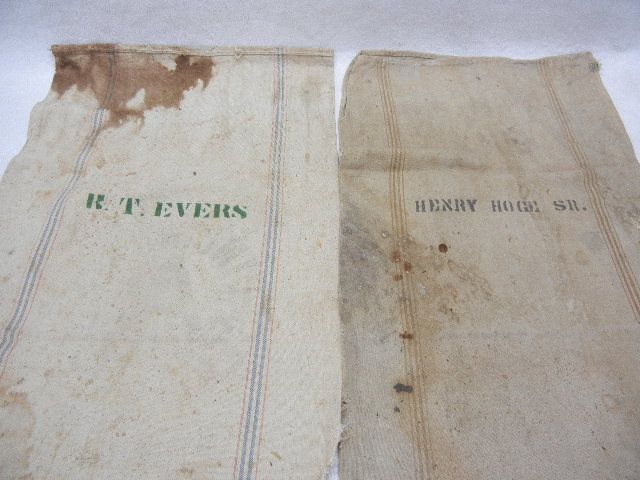 R. T. EVERS
HENRY HOGE SR.